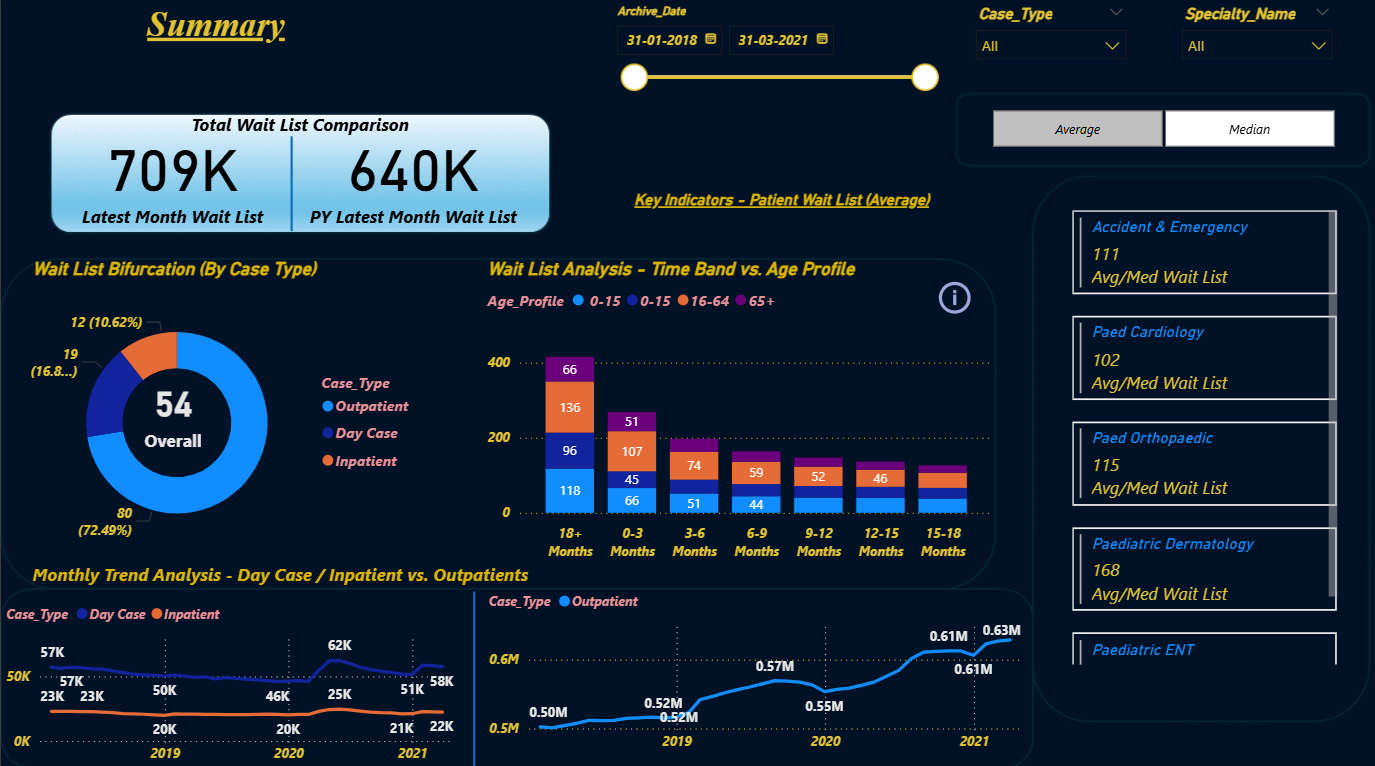 Summary
Archive_Date
31-01-2018
31-03-2021
Case_Type
All
Specialty_Name
All
Average
Median
Total Wait List Comparison
709K
Latest Month Wait List
640K
PY Latest Month Wait List
Key Indicators - Patient Wait List (Average)
Accident & Emergency
111
Avg/Med Wait List
Paed Cardiology
102
Avg/Med Wait List
Paed Orthopaedic
115
Avg/Med Wait List
Paediatric Dermatology
168
Avg/Med Wait List
Paediatric ENT
Wait List Bifurcation (By Case Type)
12 (10.62%)
19
(16.8...)
54
Overall
80
(72.49%)
Case_Type
Outpatient
Day Case
Inpatient
Wait List Analysis - Time Band vs. Age Profile
Age_Profile 0-15 0-15 16-64 65+
400
200
0
66
136
96
118
51
107
45
66
74
51
59
44
52
46
18+
Months
0-3
Months
3-6
Months
6-9
Months
9-12
Months
12-15
Months
15-18
Months
Monthly Trend Analysis - Day Case / Inpatient vs. Outpatients
Case_Type Day Case Inpatient
50K
0K
57K
57K
50K
46K
62K
51K
58K
23K
23K
20K
20K
25K
21K
22K
2019
2020
2021
Case_Type Outpatient
0.6M
0.5M
0.50M
0.52M
0.52M
0.57M
0.55M
0.61M
0.61M
0.63M
2019
2020
2021